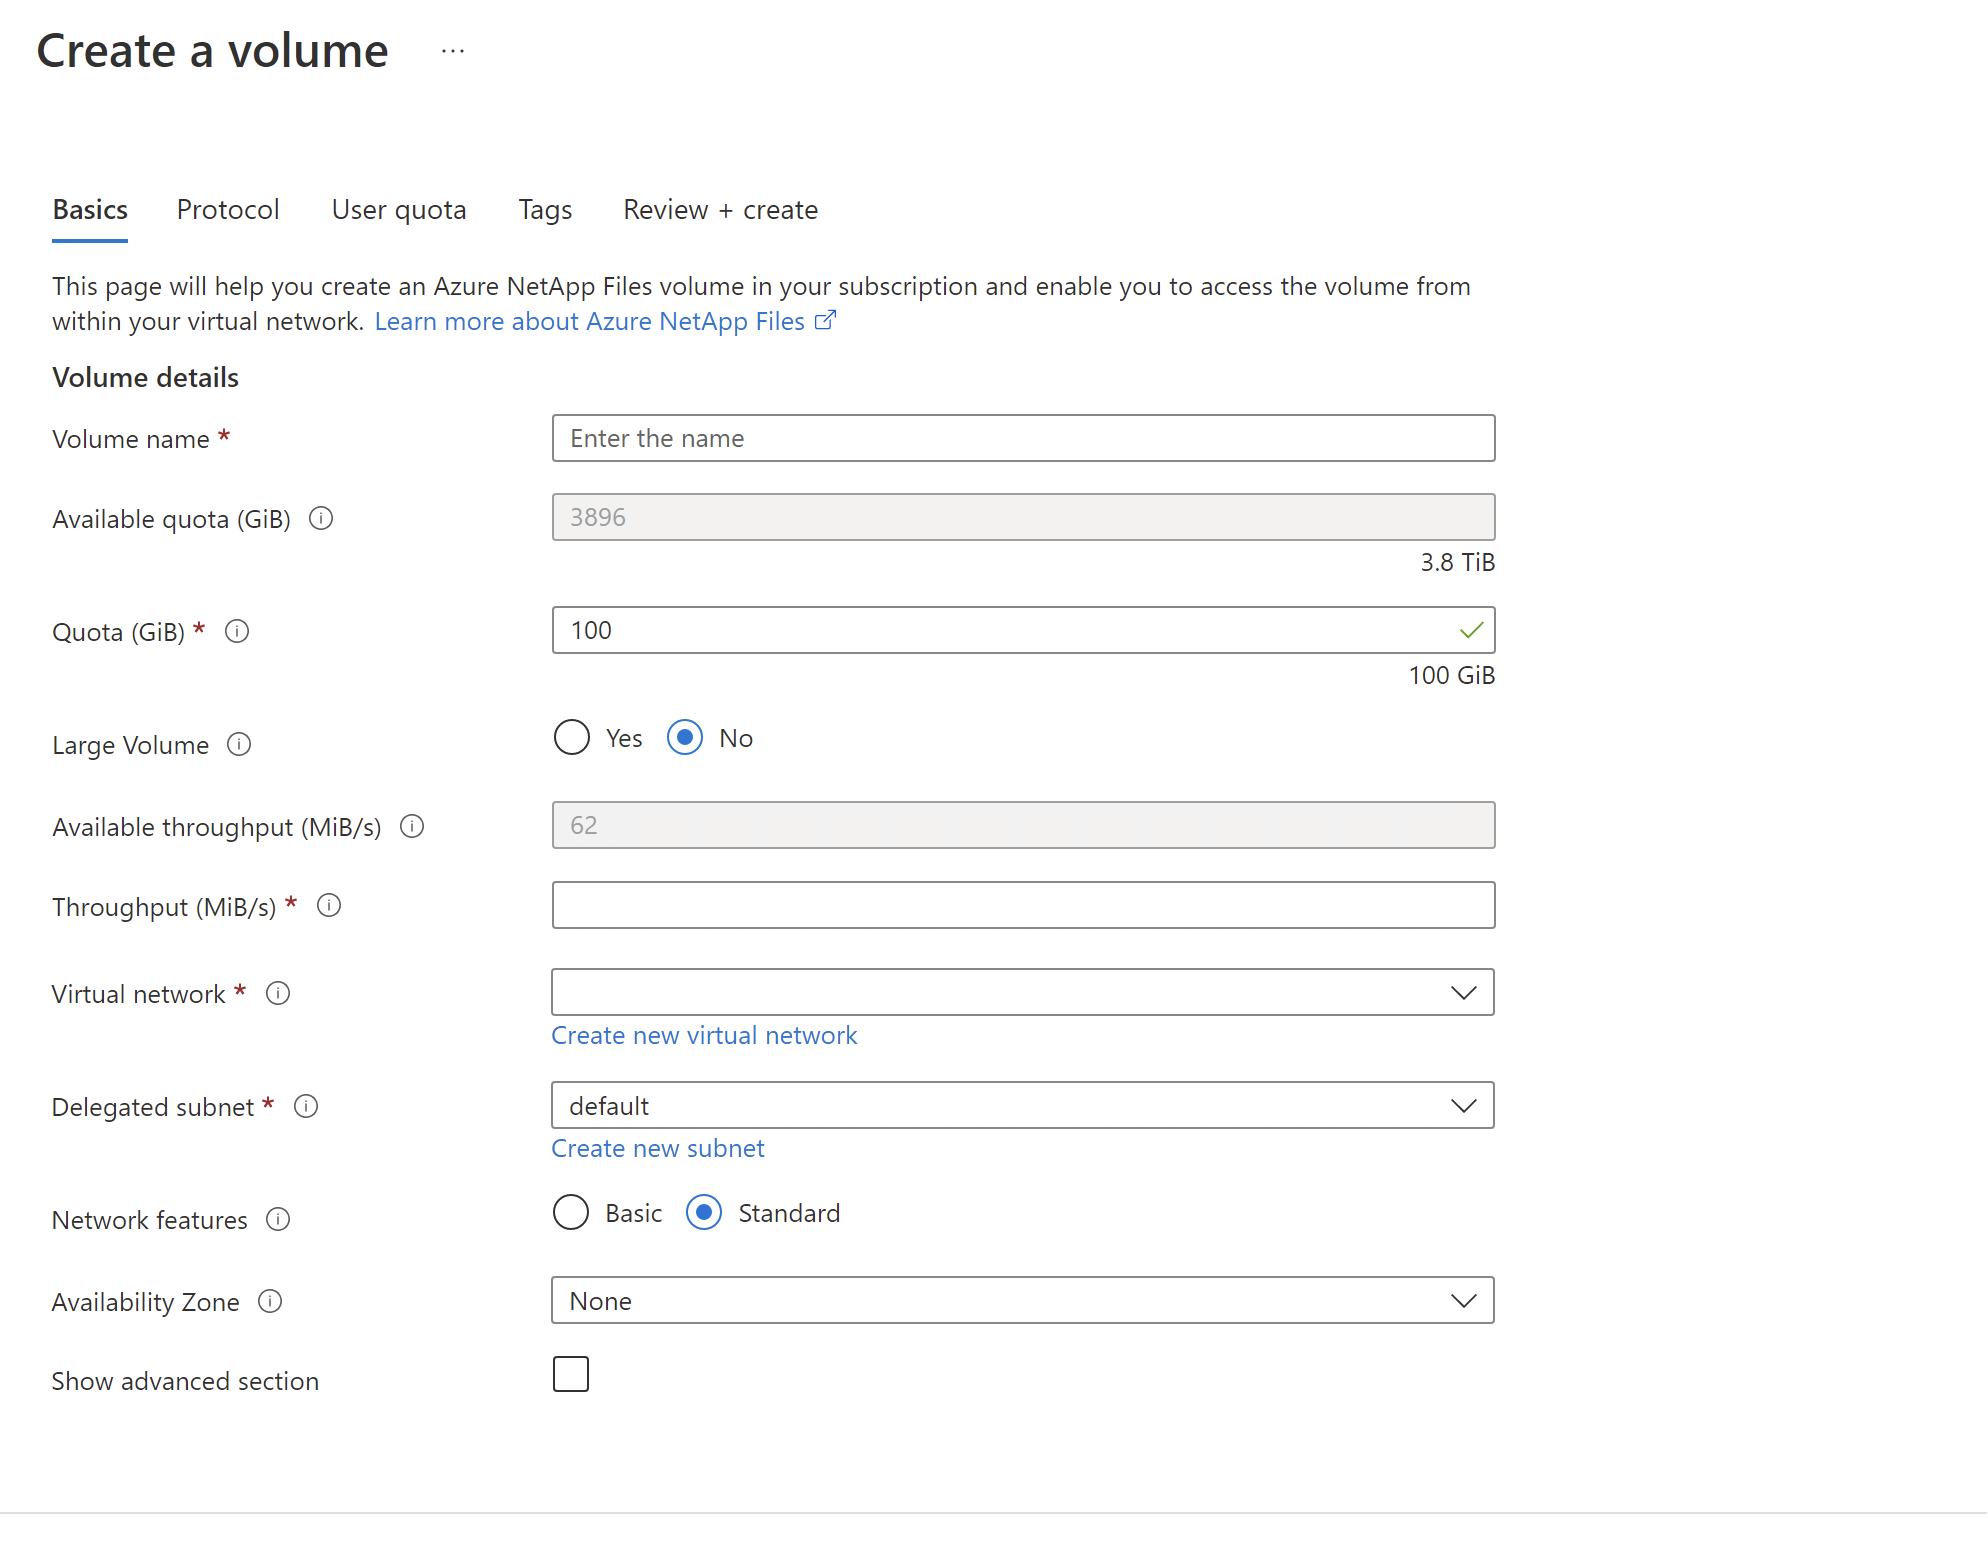 Create a volume ...
Basics Protocol User quota Tags Review + create
This page will help you create an Azure NetApp Files volume in your subscription and enable you to access the volume from
within your virtual network. Learn more about Azure NetApp Files
Volume details
Volume name * Enter the name
Available quota (GiB) 3896
3.8 TiB
Quota (GiB) * 100
100 GiB
Large Volume Yes No
Available throughput (MiB/s) 62
Throughput (MiB/s) *
Virtual network *
Create new virtual network
Delegated subnet * default
Create new subnet
Network features Basic Standard
Availability Zone None
Show advanced section